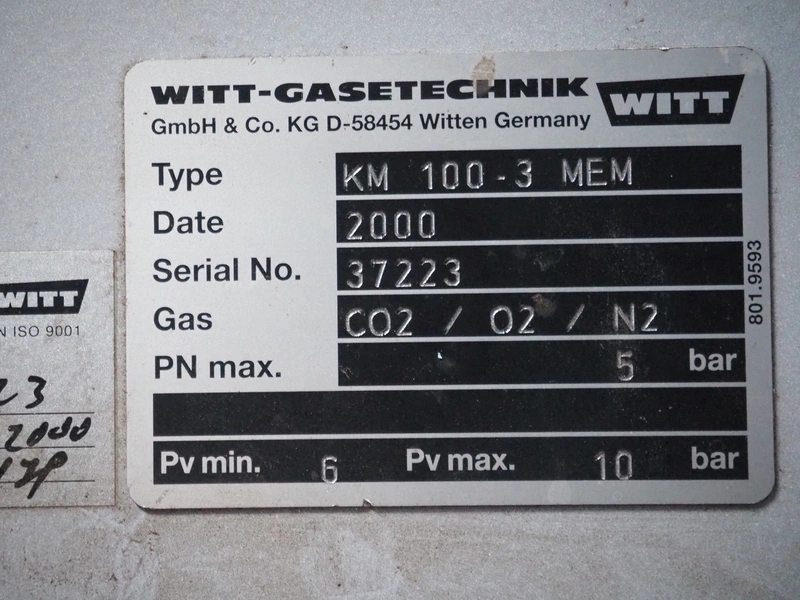 WITT-GASETECHNIK WITT
GmbH & Co. KG D-58454 Witten Germany
Type KM 100-3 MEM
Date 2000
Serial No. 37223
Gas CO2 / O2 / N2
PN max. 5 bar
Pv min. 6 Pv max. 10 bar
801.9593
WITT
N ISO 9001
23
2000